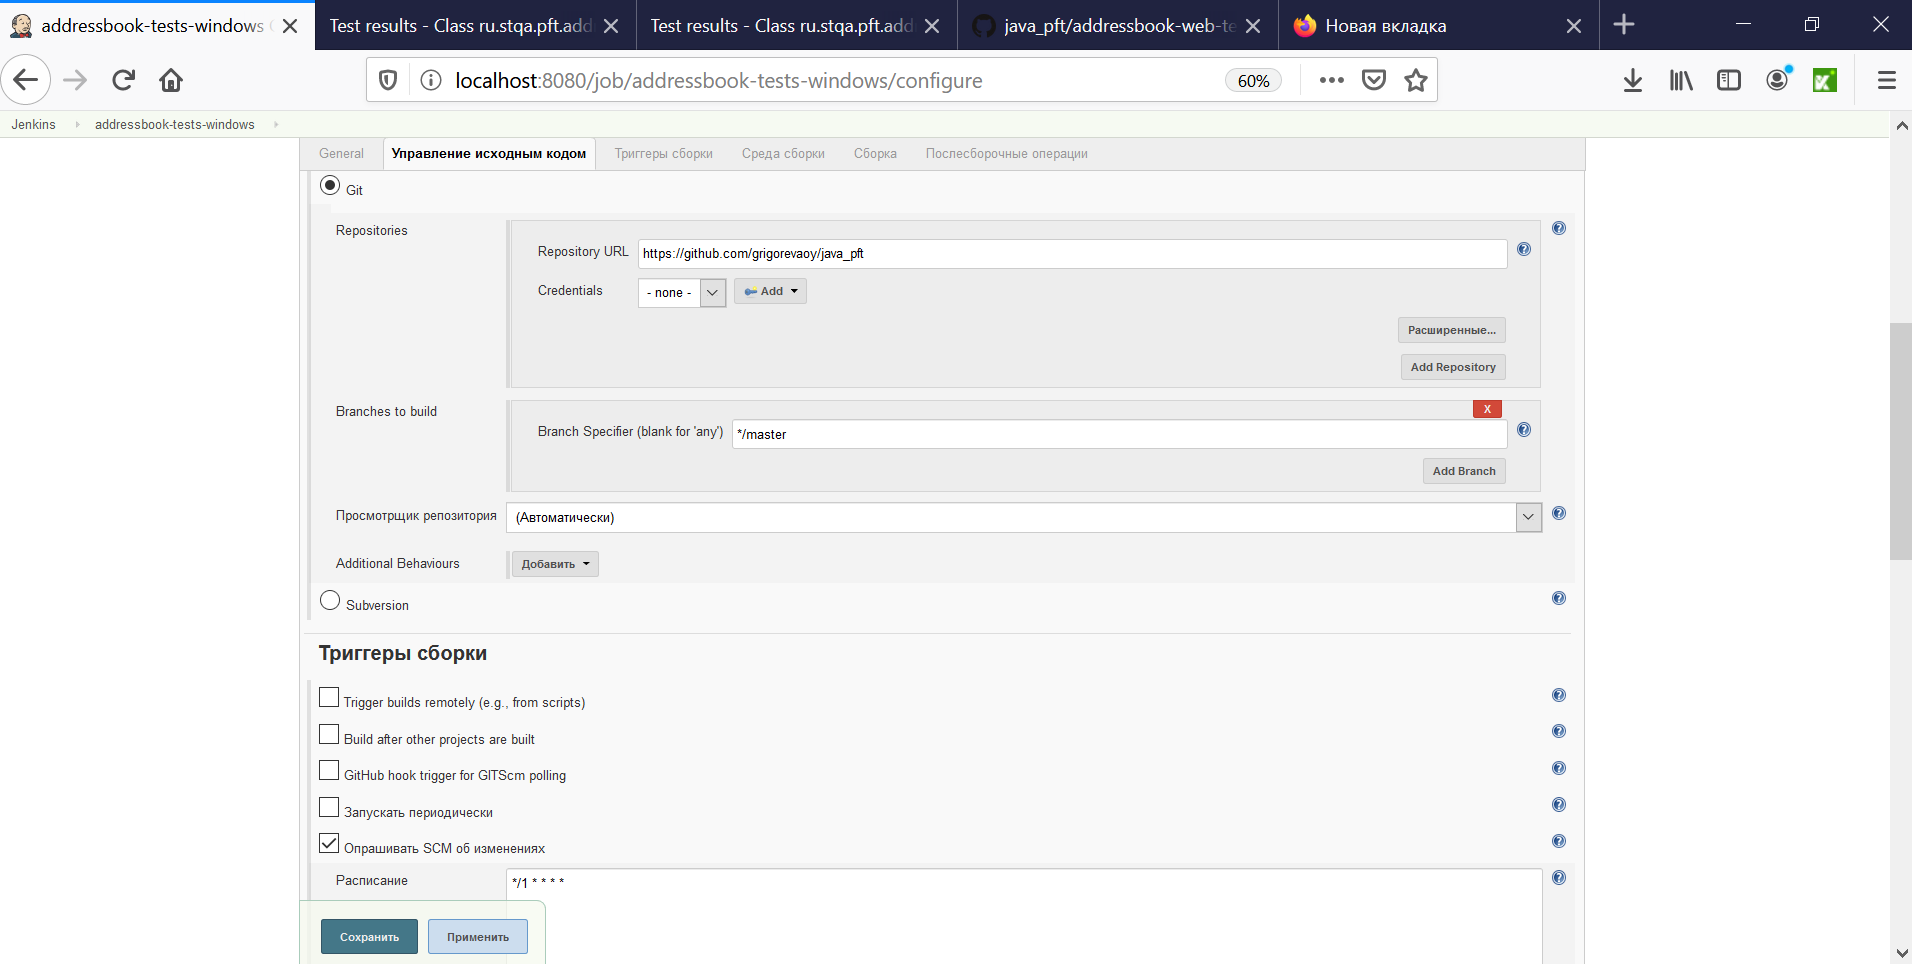 addressbook-tests-windows
Test results - Class ru.stqa.pft.add
Test results - Class ru.stqa.pft.add
java_pft/addressbook-web-te
Новая вкладка
localhost:8080/job/addressbook-tests-windows/configure
60%
Jenkins
addressbook-tests-windows
General
Управление исходным кодом
Триггеры сборки
Среда сборки
Сборка
Послесборочные операции
Git
Repositories
Repository URL
https://github.com/grigorevaoy/java_pft
Credentials
- none -
Add
Расширенные...
Add Repository
Branches to build
X
Branch Specifier (blank for 'any')
*/master
Add Branch
Просмотрщик репозитория
(Автоматически)
Additional Behaviours
Добавить
Subversion
Триггеры сборки
Trigger builds remotely (e.g., from scripts)
Build after other projects are built
GitHub hook trigger for GITScm polling
Запускать периодически
Опрашивать SCM об изменениях
Расписание
*/1 * * * *
Сохранить
Применить